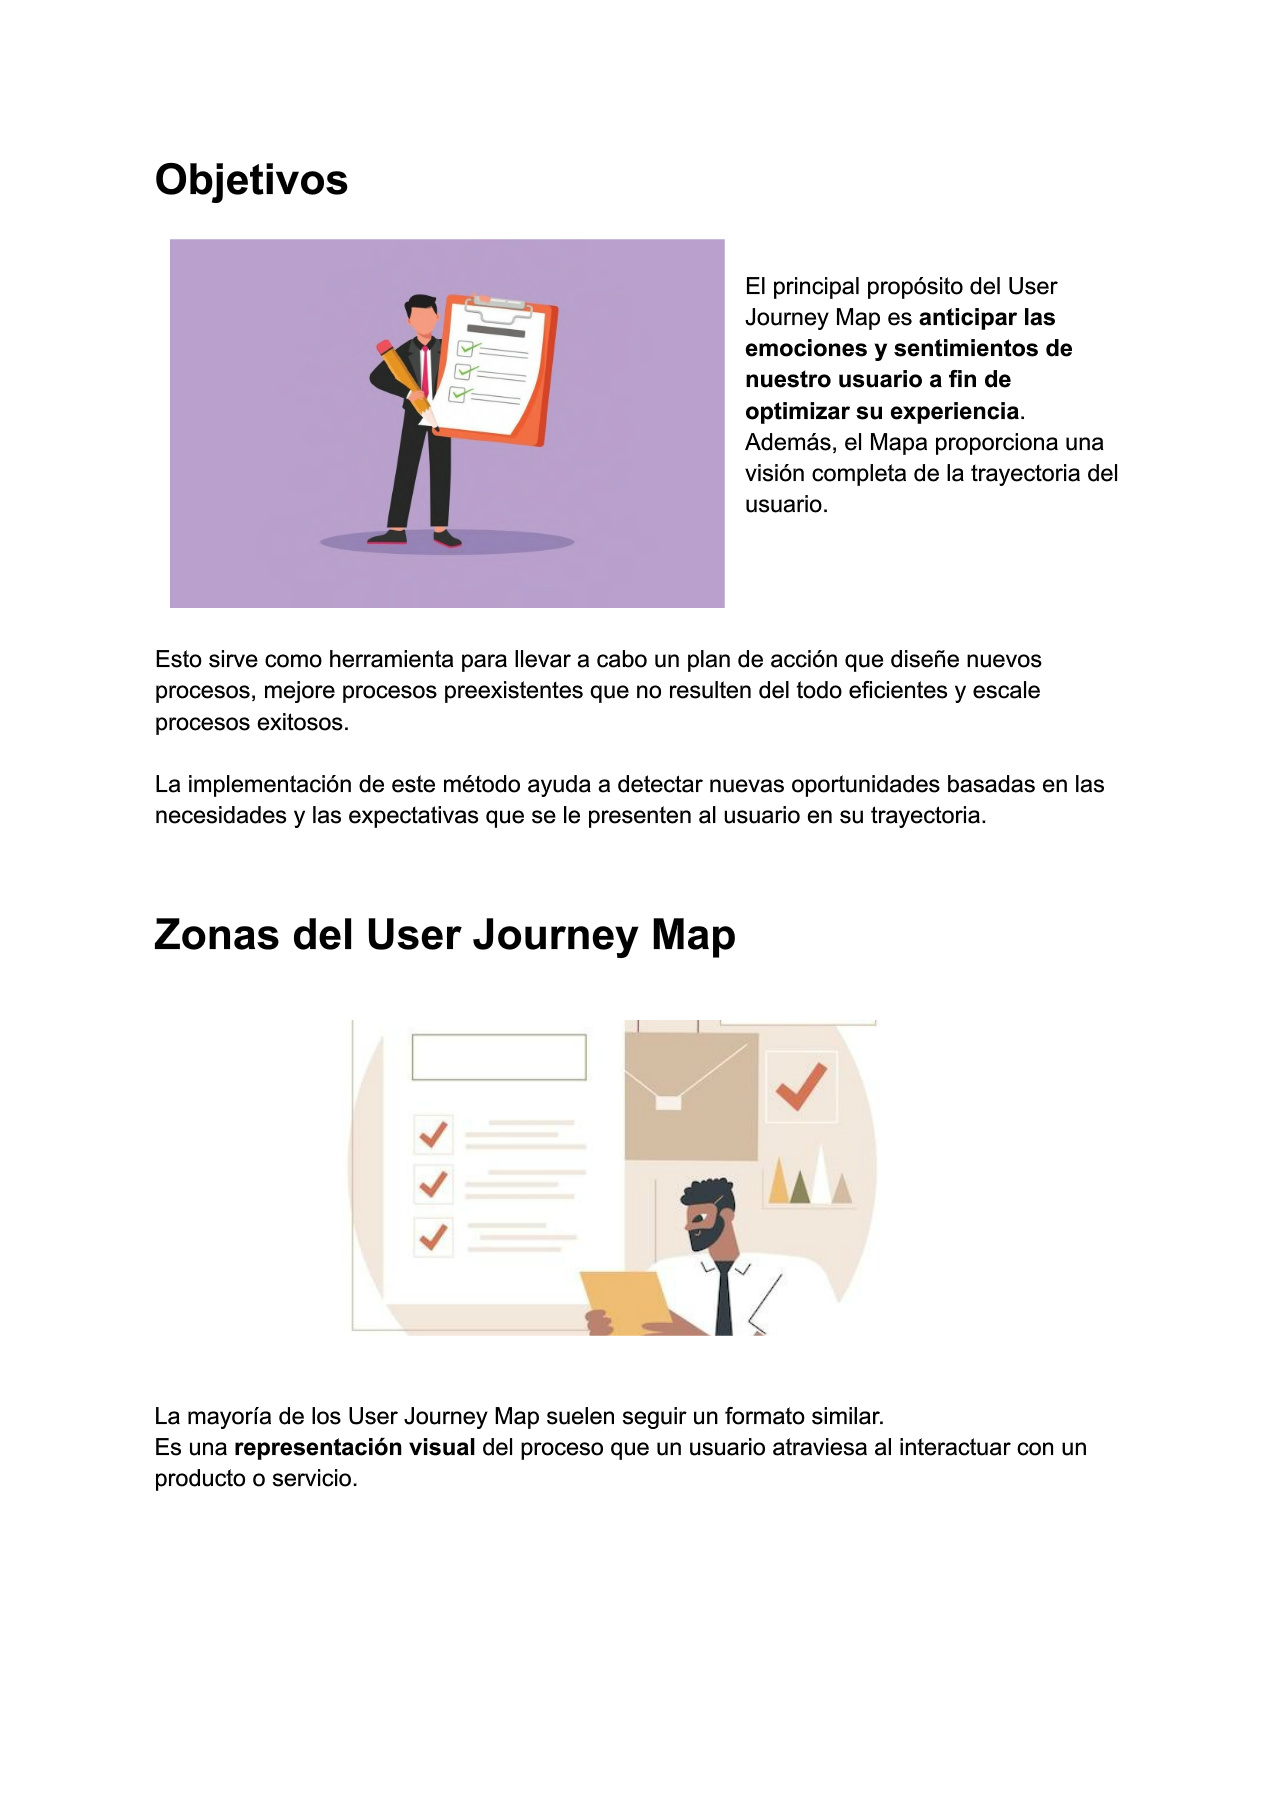 Objetivos
El principal propósito del User
Journey Map es anticipar las
emociones y sentimientos de
nuestro usuario a fin de
optimizar su experiencia.
Además, el Mapa proporciona una
visión completa de la trayectoria del
usuario.
Esto sirve como herramienta para llevar a cabo un plan de acción que diseñe nuevos
procesos, mejore procesos preexistentes que no resulten del todo eficientes y escale
procesos exitosos.
La implementación de este método ayuda a detectar nuevas oportunidades basadas en las
necesidades y las expectativas que se le presenten al usuario en su trayectoria.
Zonas del User Journey Map
La mayoría de los User Journey Map suelen seguir un formato similar.
Es una representación visual del proceso que un usuario atraviesa al interactuar con un
producto o servicio.